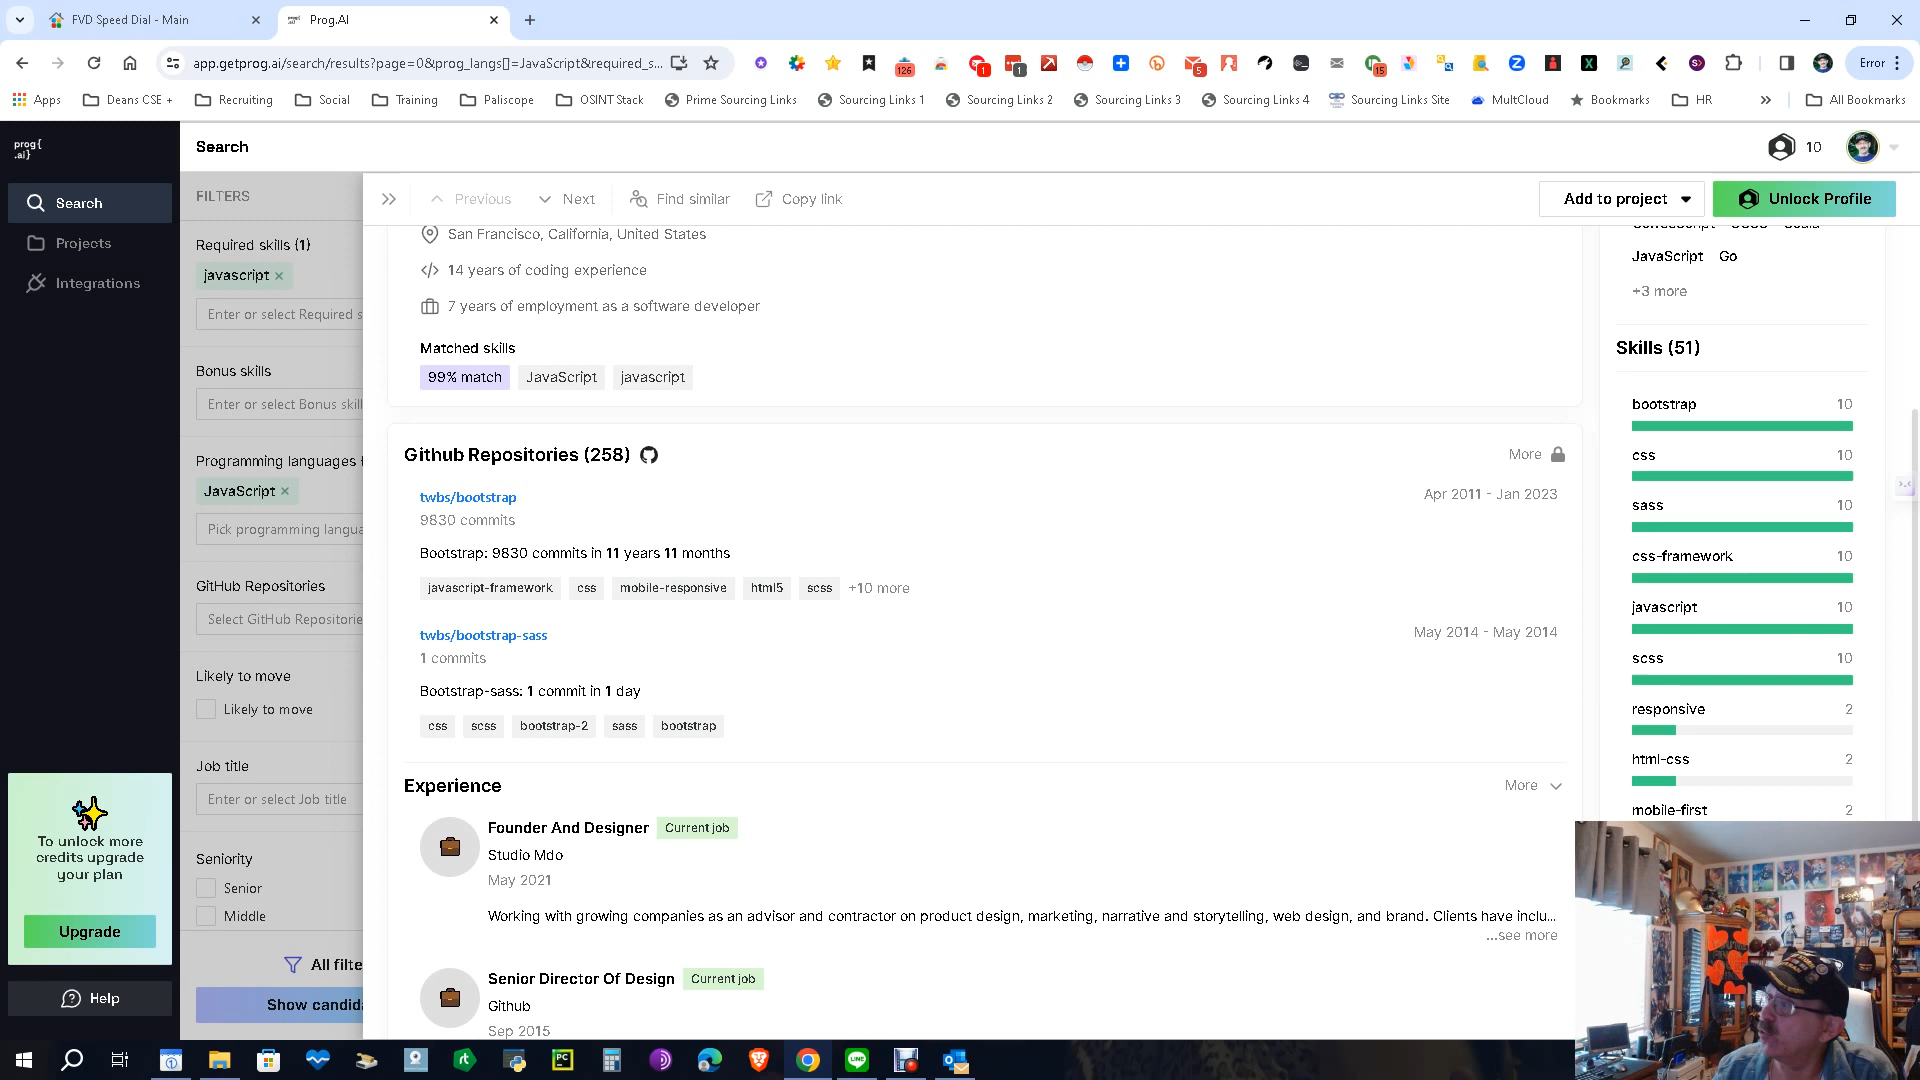 FVD Speed Dial - Main
Prog.AI
app.getprog.ai/search/results?page=0&prog_langs[]=JavaScript&required_s...
126
1
1
5
15
Error
Apps
Deans CSE +
Recruiting
Social
Training
Paliscope
OSINT Stack
Prime Sourcing Links
Sourcing Links 1
Sourcing Links 2
Sourcing Links 3
Sourcing Links 4
Sourcing Links Site
MultCloud
Bookmarks
HR
All Bookmarks
prog{
.ai}
Search
10
Search
Projects
Integrations
FILTERS
Required skills (1)
javascript
Enter or select Required s
Bonus skills
Enter or select Bonus skill
Programming languages
JavaScript
Pick programming langua
GitHub Repositories
Select GitHub Repositorie
Likely to move
Likely to move
Job title
Enter or select Job title
Seniority
Senior
Middle
All filte
Show candida
To unlock more
credits upgrade
your plan
Upgrade
Help
Previous
Next
Find similar
Copy link
Add to project
Unlock Profile
San Francisco, California, United States
14 years of coding experience
7 years of employment as a software developer
Matched skills
99% match
JavaScript
javascript
Github Repositories (258)
More
twbs/bootstrap
Apr 2011 - Jan 2023
9830 commits
Bootstrap: 9830 commits in 11 years 11 months
javascript-framework
css
mobile-responsive
html5
scss
+10 more
twbs/bootstrap-sass
May 2014 - May 2014
1 commits
Bootstrap-sass: 1 commit in 1 day
css
scss
bootstrap-2
sass
bootstrap
Experience
More
Founder And Designer
Current job
Studio Mdo
May 2021
Working with growing companies as an advisor and contractor on product design, marketing, narrative and storytelling, web design, and brand. Clients have inclu...
...see more
Senior Director Of Design
Current job
Github
Sep 2015
JavaScript Go
+3 more
Skills (51)
bootstrap 10
css 10
sass 10
css-framework 10
javascript 10
scss 10
responsive 2
html-css 2
mobile-first 2